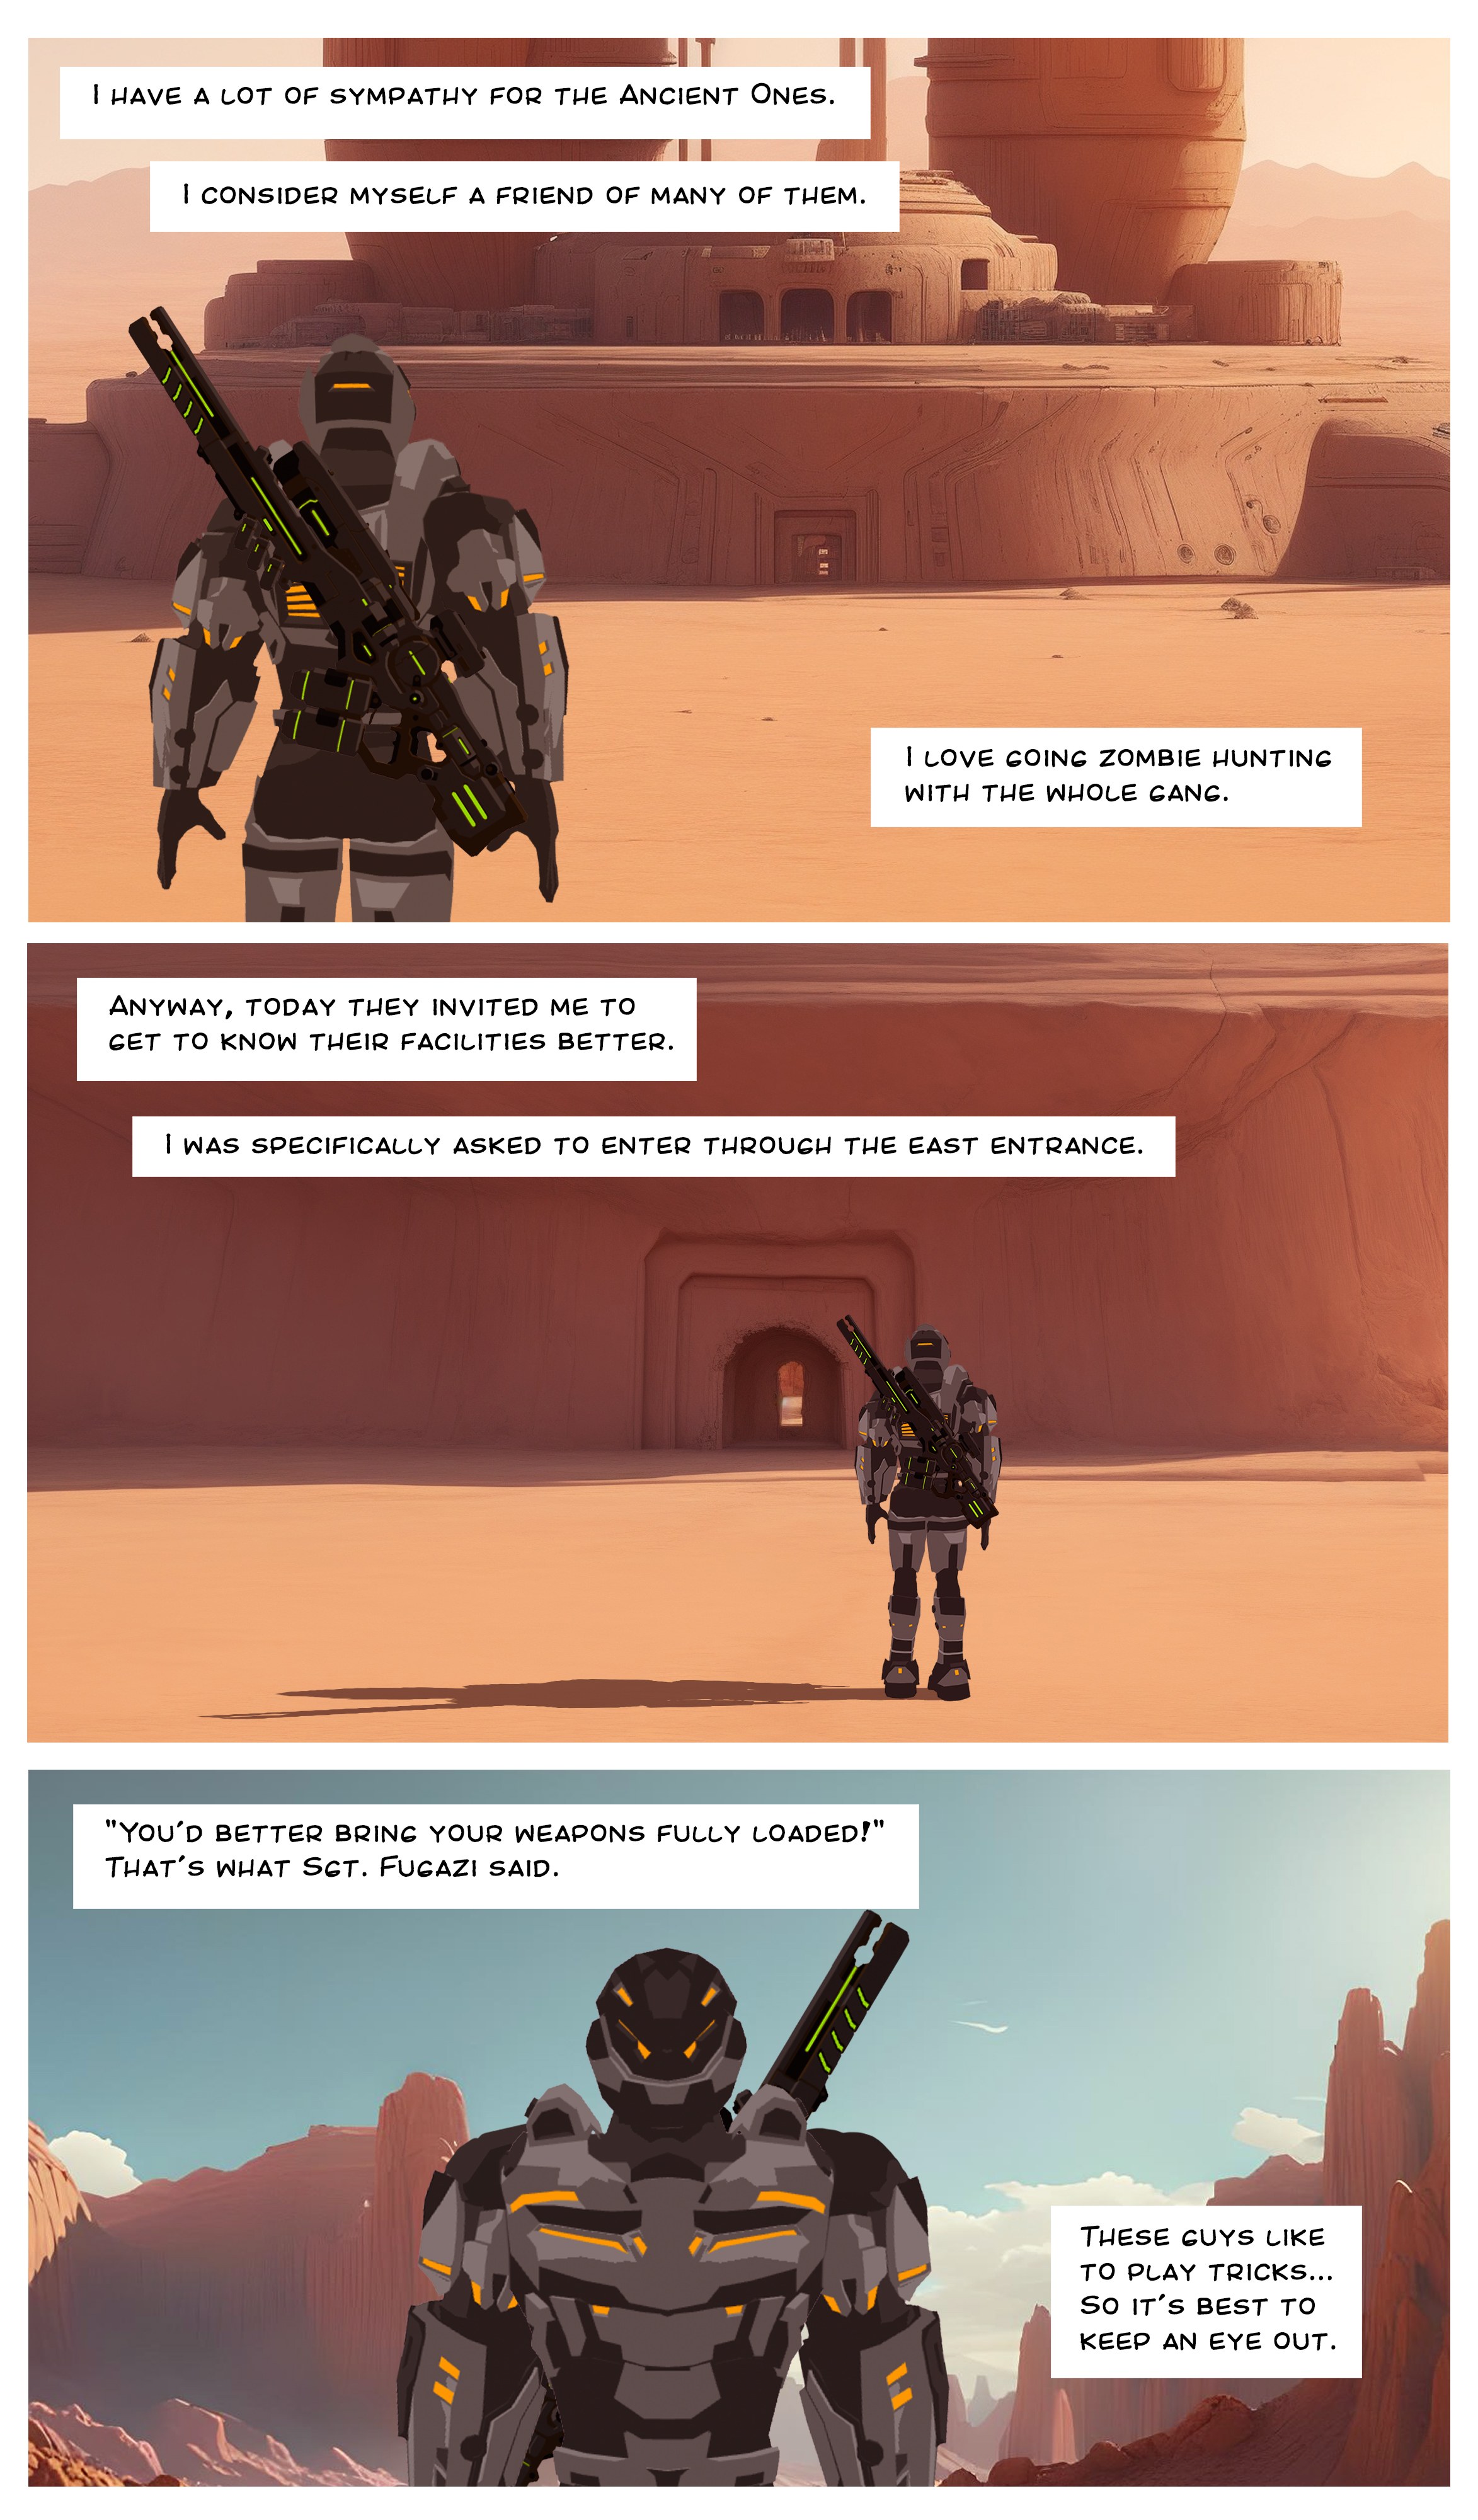 I have a lot of sympathy for the Ancient Ones.
I consider myself a friend of many of them.
I love going zombie hunting
with the whole gang.
Anyway, today they invited me to
get to know their facilities better.
I was specifically asked to enter through the east entrance.
"You'd better bring your weapons fully loaded!"
That's what Sgt. Fugazi said.
These guys like
to play tricks...
So it's best to
keep an eye out.